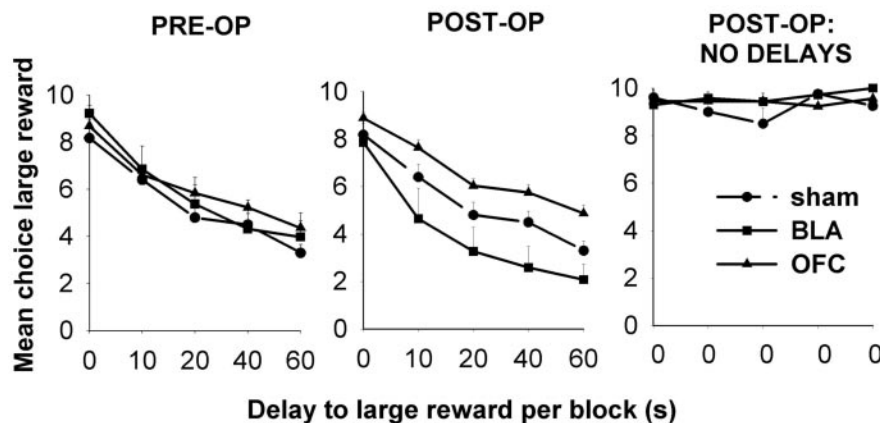 PRE-OP
POST-OP
POST-OP:
NO DELAYS
Mean choice large reward
10
8
6
4
2
0
0 10 20 40 60
10
8
6
4
2
0
0 10 20 40 60
10
8
6
4
2
0
0 0 0 0 0
sham
BLA
OFC
Delay to large reward per block (s)